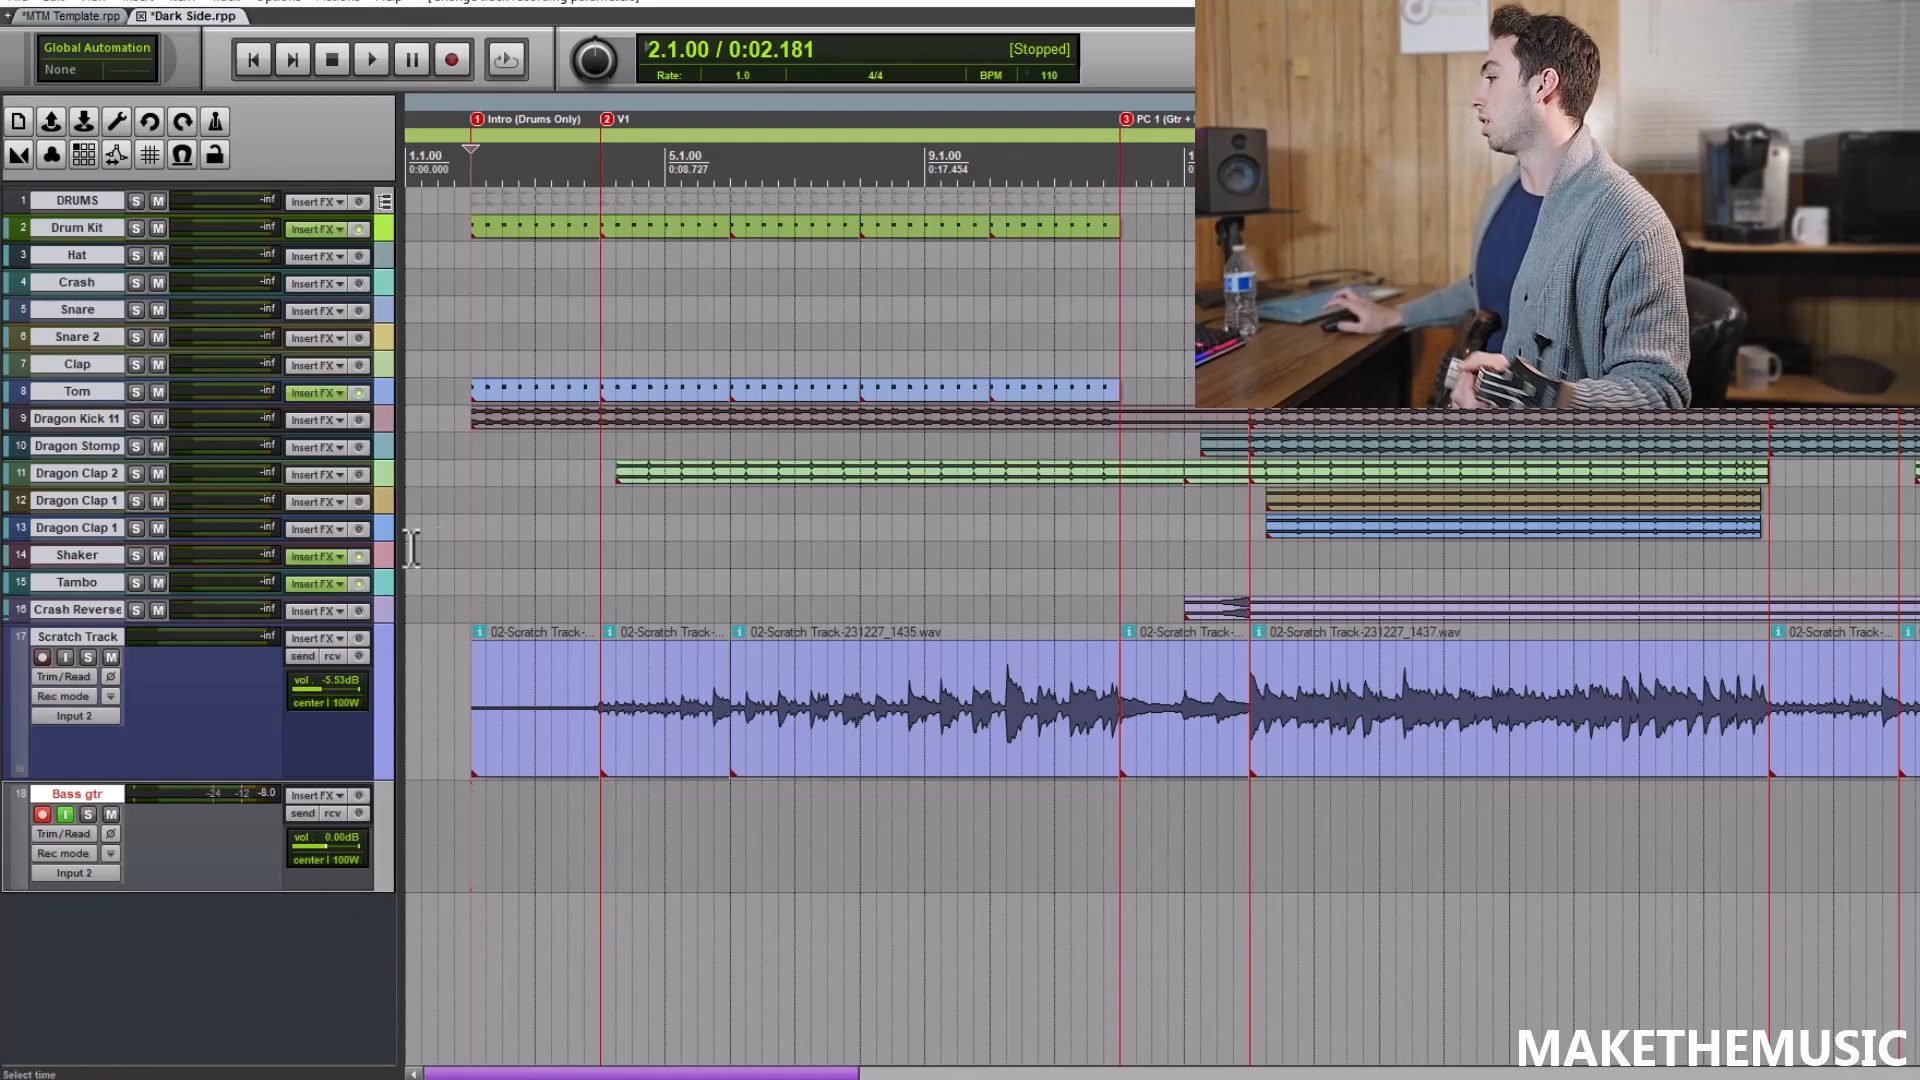 *MTM Template.rpp
*Dark Side.rpp
Global Automation
None
2.1.00 / 0:02.181
[Stopped]
Rate:
1.0
4/4
BPM
110
1 Intro (Drums Only)
2 V1
3 PC 1 (Gtr +
1.1.00
0:00.000
5.1.00
0:08.727
9.1.00
0:17.454
1 DRUMS S M -inf Insert FX
2 Drum Kit S M -inf Insert FX
3 Hat S M -inf Insert FX
4 Crash S M -inf Insert FX
5 Snare S M -inf Insert FX
6 Snare 2 S M -inf Insert FX
7 Clap S M -inf Insert FX
8 Tom S M -inf Insert FX
9 Dragon Kick 11 S M -inf Insert FX
10 Dragon Stomp S M -inf Insert FX
11 Dragon Clap 2 S M -inf Insert FX
12 Dragon Clap 1 S M -inf Insert FX
13 Dragon Clap 1 S M -inf Insert FX
14 Shaker S M -inf Insert FX
15 Tambo S M -inf Insert FX
16 Crash Reverse S M -inf Insert FX
17 Scratch Track -inf Insert FX
I S M send rcv
Trim/Read vol. -5.53dB
Rec mode center | 100W
Input 2
02-Scratch Track-...
02-Scratch Track-...
02-Scratch Track-231227_1435.wav
02-Scratch Track-...
02-Scratch Track-231227_1437.wav
02-Scratch Track-...
18 Bass gtr -24 -12 -8.0 Insert FX
I S M send rcv
Trim/Read vol. 0.00dB
Rec mode center | 100W
Input 2
Select time
MAKETHEMUSIC